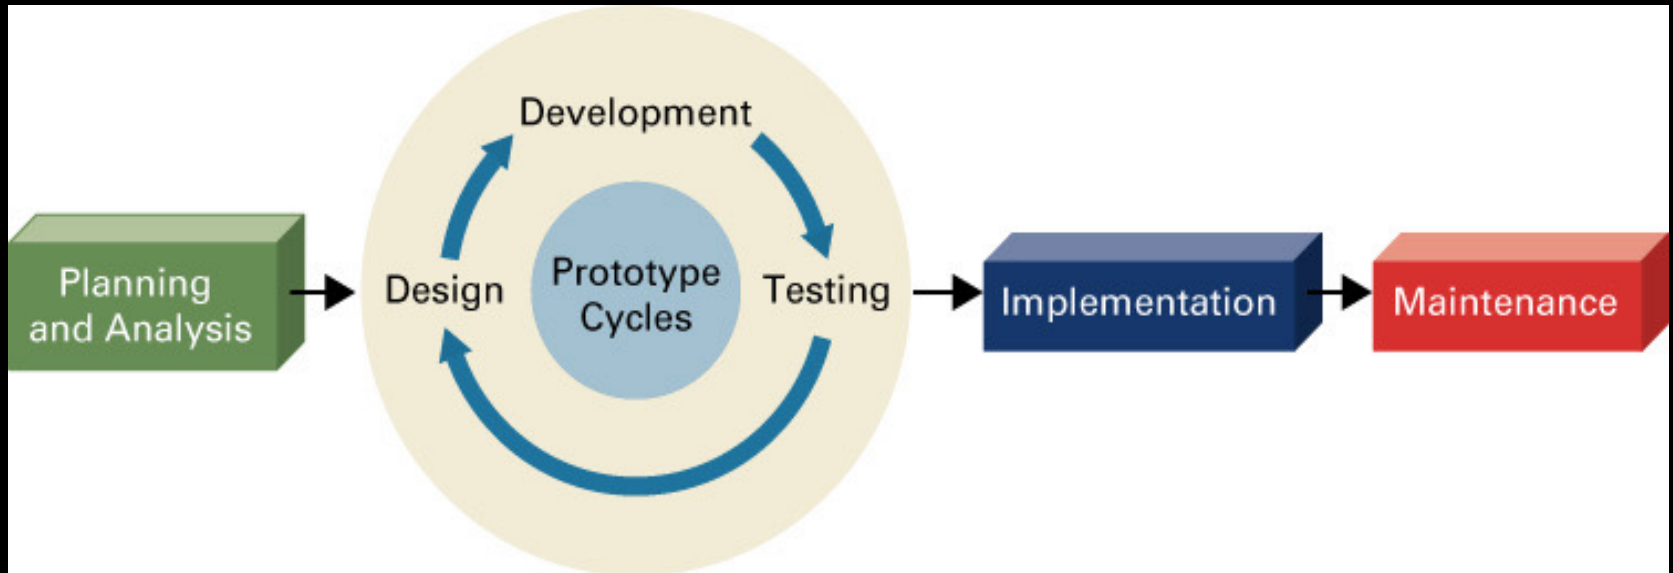 Planning
and Analysis
Development
Design
Prototype
Cycles
Testing
Implementation
Maintenance